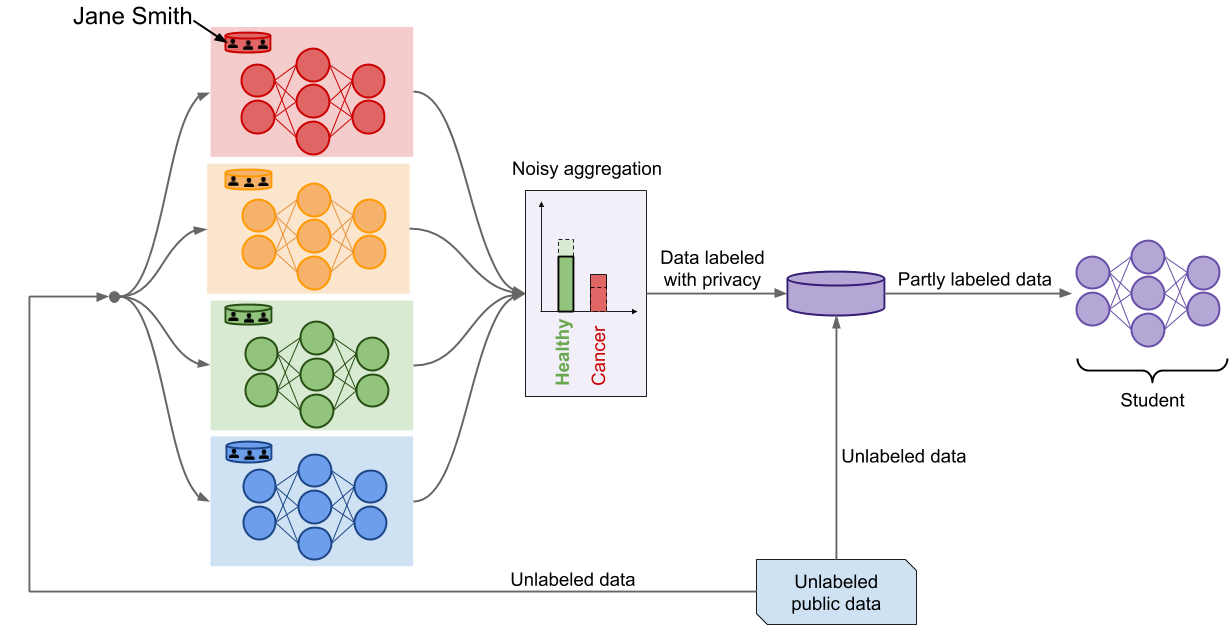 Jane Smith
Noisy aggregation
Healthy
Cancer
Data labeled
with privacy
Partly labeled data
Student
Unlabeled data
Unlabeled data
Unlabeled
public data